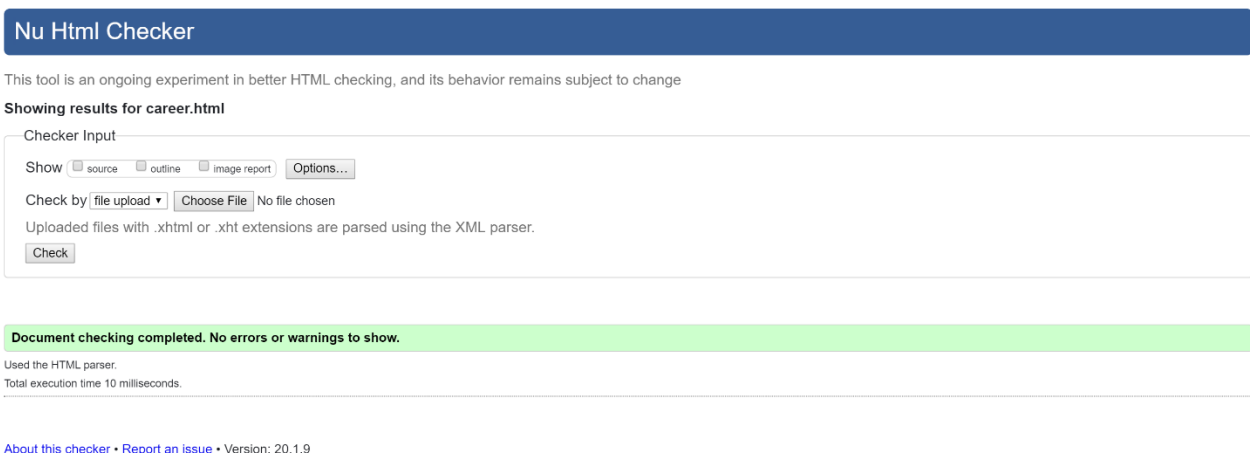 Nu Html Checker
This tool is an ongoing experiment in better HTML checking, and its behavior remains subject to change
Showing results for career.html
Checker Input
Show source outline image report Options...
Check by file upload Choose File No file chosen
Uploaded files with .xhtml or .xht extensions are parsed using the XML parser.
Check
Document checking completed. No errors or warnings to show.
Used the HTML parser.
Total execution time 10 milliseconds.
About this checker • Report an issue • Version: 20.1.9